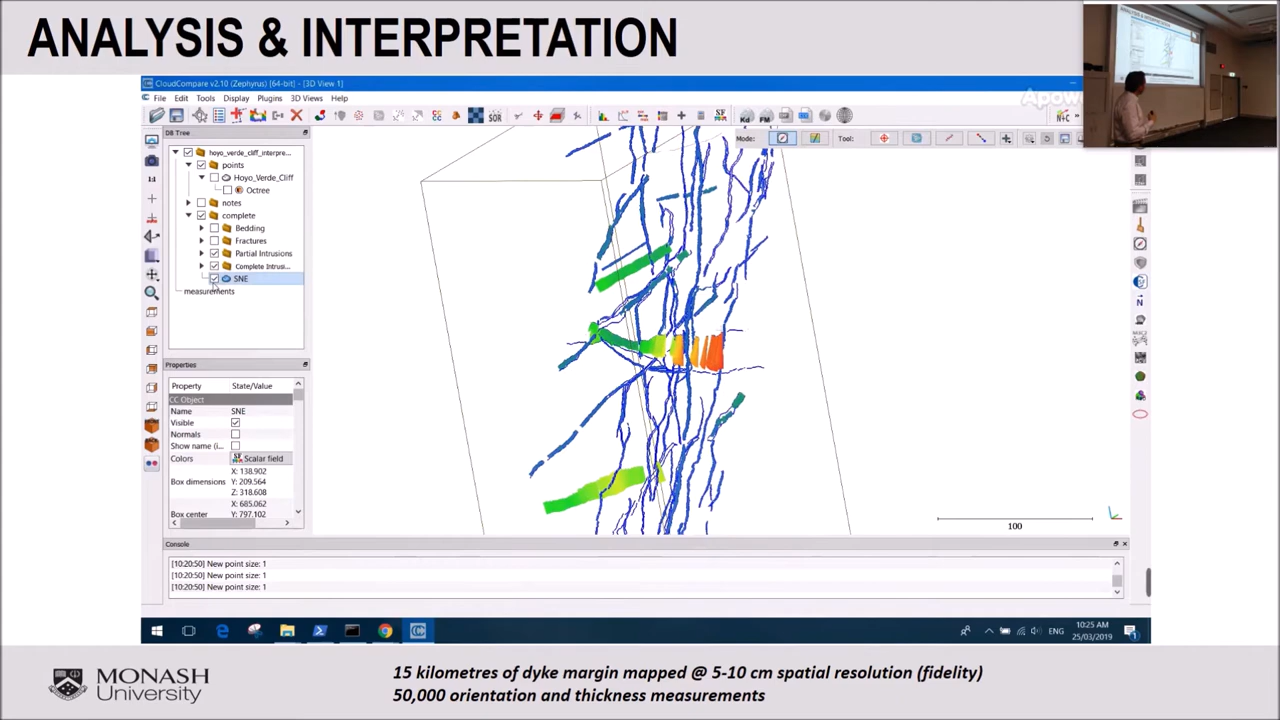 ANALYSIS & INTERPRETATION
CloudCompare v2.10 (Zephyrus) [64-bit] - [3D View 1]
File Edit Tools Display Plugins 3D Views Help
DB Tree
Mode:
Tool:
hoyo_verde_cliff_interpre...
points
Hoyo_Verde_Cliff
Octree
notes
complete
Bedding
Fractures
Partial Intrusions
Complete Intrusi...
SNE
measurements
Properties
Property State/Value
CC Object
Name SNE
Visible
Normals
Show name (i...
Colors Scalar field
Box dimensions
X: 138.902
Y: 209.564
Z: 318.608
Box center
X: 685.062
Y: 797.102
100
Console
[10:20:50] New point size: 1
[10:20:50] New point size: 1
[10:20:50] New point size: 1
ENG
10:25 AM
25/03/2019
MONASH
University
15 kilometres of dyke margin mapped @ 5-10 cm spatial resolution (fidelity)
50,000 orientation and thickness measurements